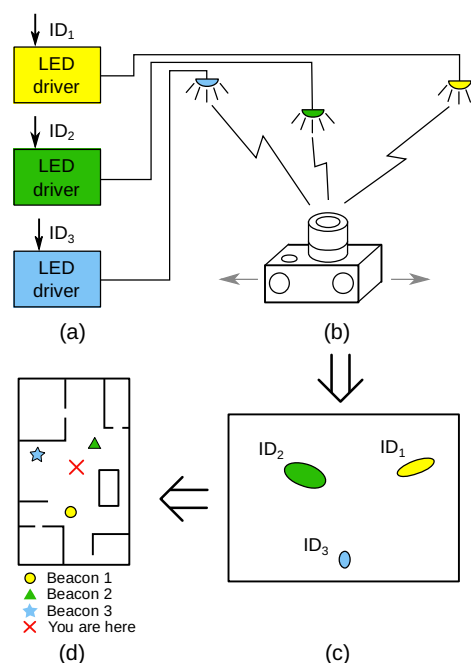 ID1
LED
driver
ID2
LED
driver
ID3
LED
driver
(a)
(b)
ID2
ID1
ID3
(c)
Beacon 1
Beacon 2
Beacon 3
You are here
(d)